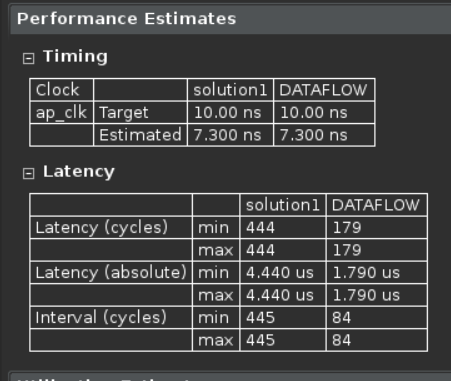 Performance Estimates
Timing
Clock solution1 DATAFLOW
ap_clk Target 10.00 ns 10.00 ns
Estimated 7.300 ns 7.300 ns
Latency
solution1 DATAFLOW
Latency (cycles) min 444 179
max 444 179
Latency (absolute) min 4.440 us 1.790 us
max 4.440 us 1.790 us
Interval (cycles) min 445 84
max 445 84